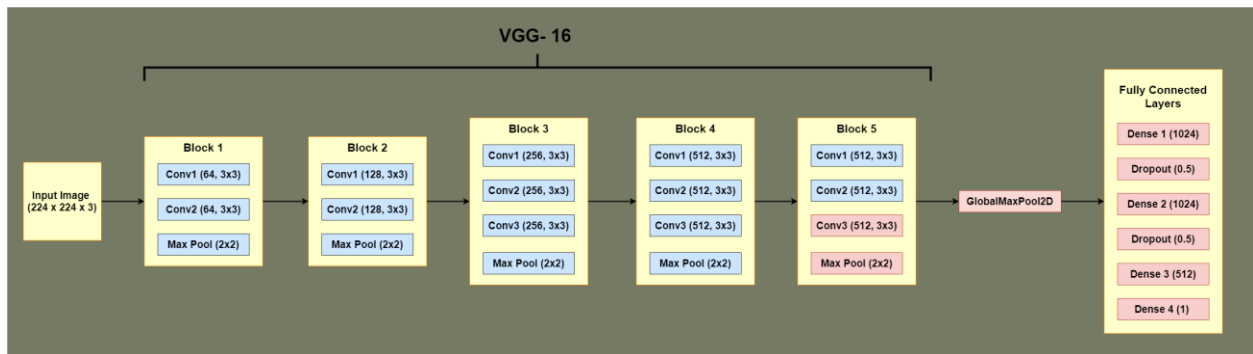 VGG- 16
Input Image
(224 x 224 x 3)
Block 1
Conv1 (64, 3x3)
Conv2 (64, 3x3)
Max Pool (2x2)
Block 2
Conv1 (128, 3x3)
Conv2 (128, 3x3)
Max Pool (2x2)
Block 3
Conv1 (256, 3x3)
Conv2 (256, 3x3)
Conv3 (256, 3x3)
Max Pool (2x2)
Block 4
Conv1 (512, 3x3)
Conv2 (512, 3x3)
Conv3 (512, 3x3)
Max Pool (2x2)
Block 5
Conv1 (512, 3x3)
Conv2 (512, 3x3)
Conv3 (512, 3x3)
Max Pool (2x2)
GlobalMaxPool2D
Fully Connected
Layers
Dense 1 (1024)
Dropout (0.5)
Dense 2 (1024)
Dropout (0.5)
Dense 3 (512)
Dense 4 (1)